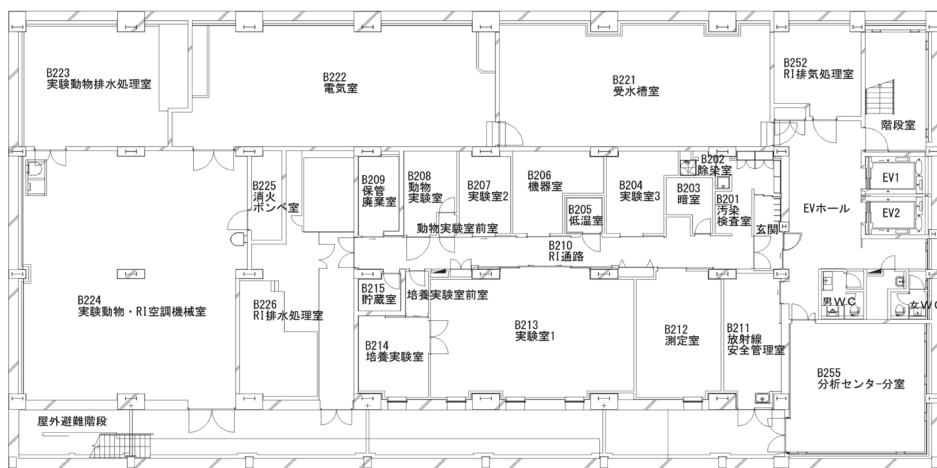 B223
実験動物排水処理室
B222
電気室
B221
受水槽室
B252
RI排気処理室
階段室
B225
消火
ボンベ室
B209
保管
廃棄室
B208
動物
実験室
B207
実験室2
B206
機器室
B205
低温室
B204
実験室3
B203
暗室
B202
除染室
B201
汚染
検査室
玄関
EVホール
EV1
EV2
動物実験室前室
B210
RI通路
B224
実験動物・RI空調機械室
B226
RI排水処理室
B215
貯蔵室
培養実験室前室
B214
培養実験室
B213
実験室1
B212
測定室
B211
放射線
安全管理室
男WC
女WC
B255
分析センター分室
屋外避難階段